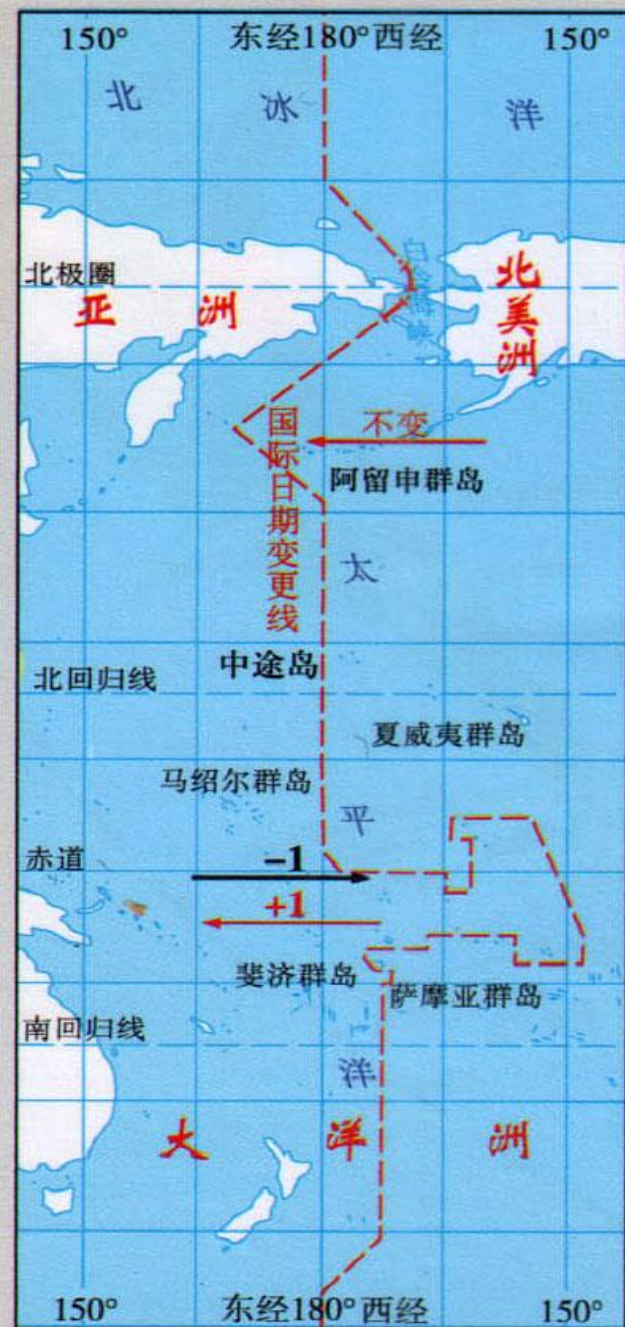 150° 东经180°西经 150°
北 冰 洋
白令海峡
北极圈
亚 洲
北美洲
不变
国际日期变更线
阿留申群岛
太
中途岛
北回归线
夏威夷群岛
马绍尔群岛
平
赤道
-1
+1
斐济群岛
萨摩亚群岛
南回归线
洋
大 洋 洲
150° 东经180°西经 150°